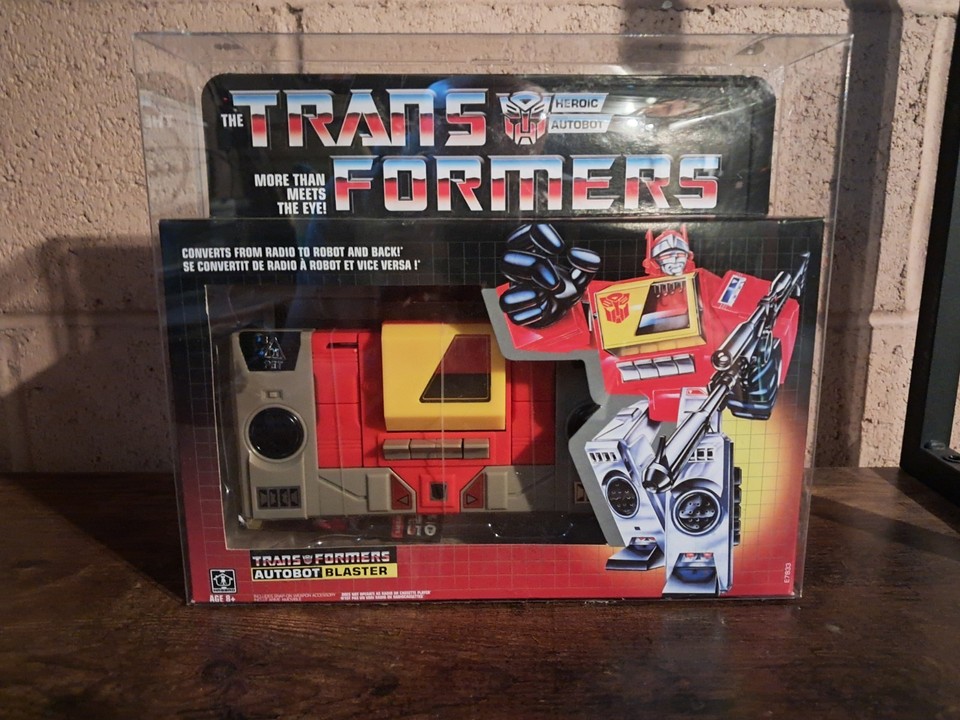 THE TRANS HEROIC AUTOBOT
MORE THAN MEETS THE EYE! FORMERS
CONVERTS FROM RADIO TO ROBOT AND BACK!*
SE CONVERTIT DE RADIO À ROBOT ET VICE VERSA !*
TRANSFORMERS
AUTOBOT BLASTER
AGE 8+
E7833